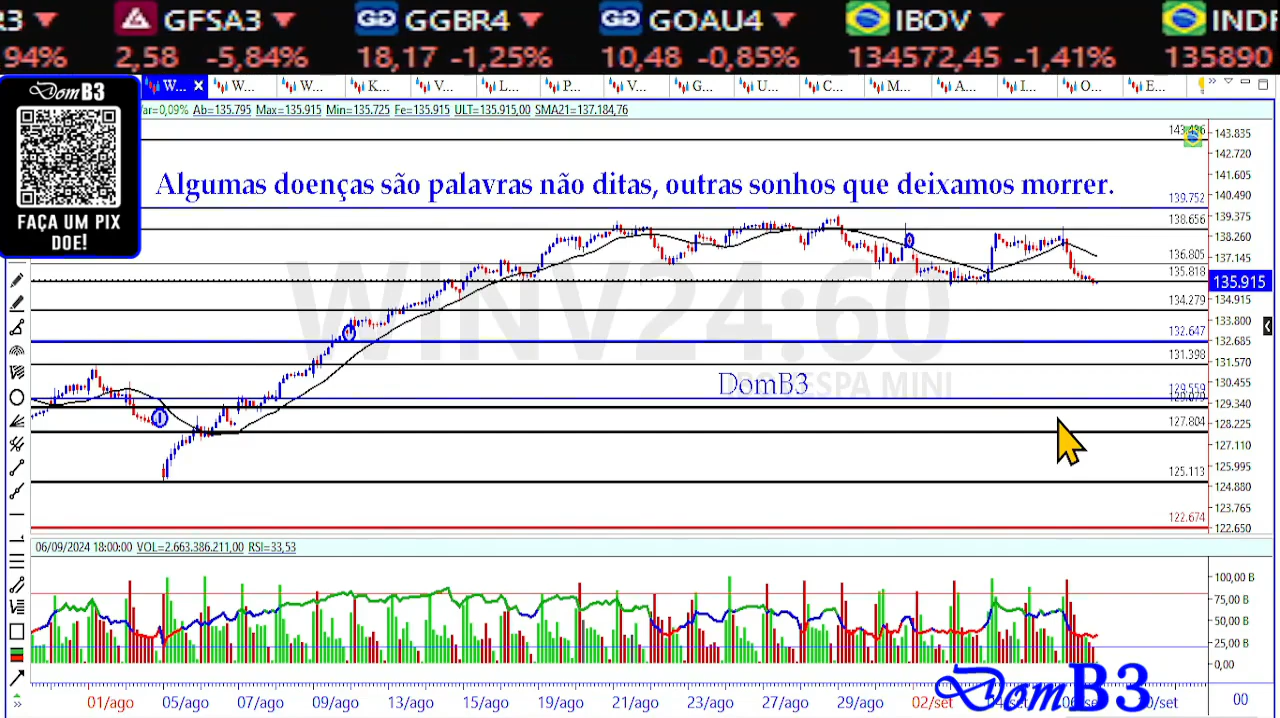 GFSA3
GGBR4
GOAU4
IBOV
94%
2,58 -5,84%
18,17 -1,25%
10,48 -0,85%
134572,45 -1,41%
135890
DomB3
FAÇA UM PIX
DOE!
W... W... W... K... V... L... P... V... G... U... C... M... A... I... O... E...
Ab=135.795 Max=135.915 Min=135.725 Fe=135.915 ULT=135.915,00 SMA21=137.184,76
Algumas doenças são palavras não ditas, outras sonhos que deixamos morrer.
WINV24:60
DomB3
ESPA MINI
139.752
138.656
136.805
135.818
134.279
132.647
131.398
129.559
127.804
125.113
122.674
143.835
142.720
141.605
140.490
139.375
138.260
137.145
135.915
134.915
133.800
132.685
131.570
130.455
129.340
128.225
127.110
125.995
124.880
123.765
122.650
06/09/2024 18:00:00 VOL=2.663.386.211,00 RSI=33,53
100,00 B
75,00 B
50,00 B
25,00 B
0,00
01/ago 05/ago 07/ago 09/ago 13/ago 15/ago 19/ago 21/ago 23/ago 27/ago 29/ago 02/set
00
DomB3